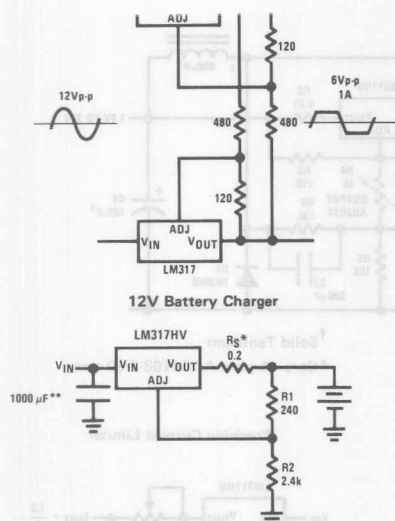 ADJ
120
12Vp-p
6Vp-p
1A
480
480
120
ADJ
VIN
VOUT
LM317
12V Battery Charger
LM317HV
RS*
0.2
VIN
VIN
VOUT
ADJ
1000 µF**
R1
240
R2
2.4k